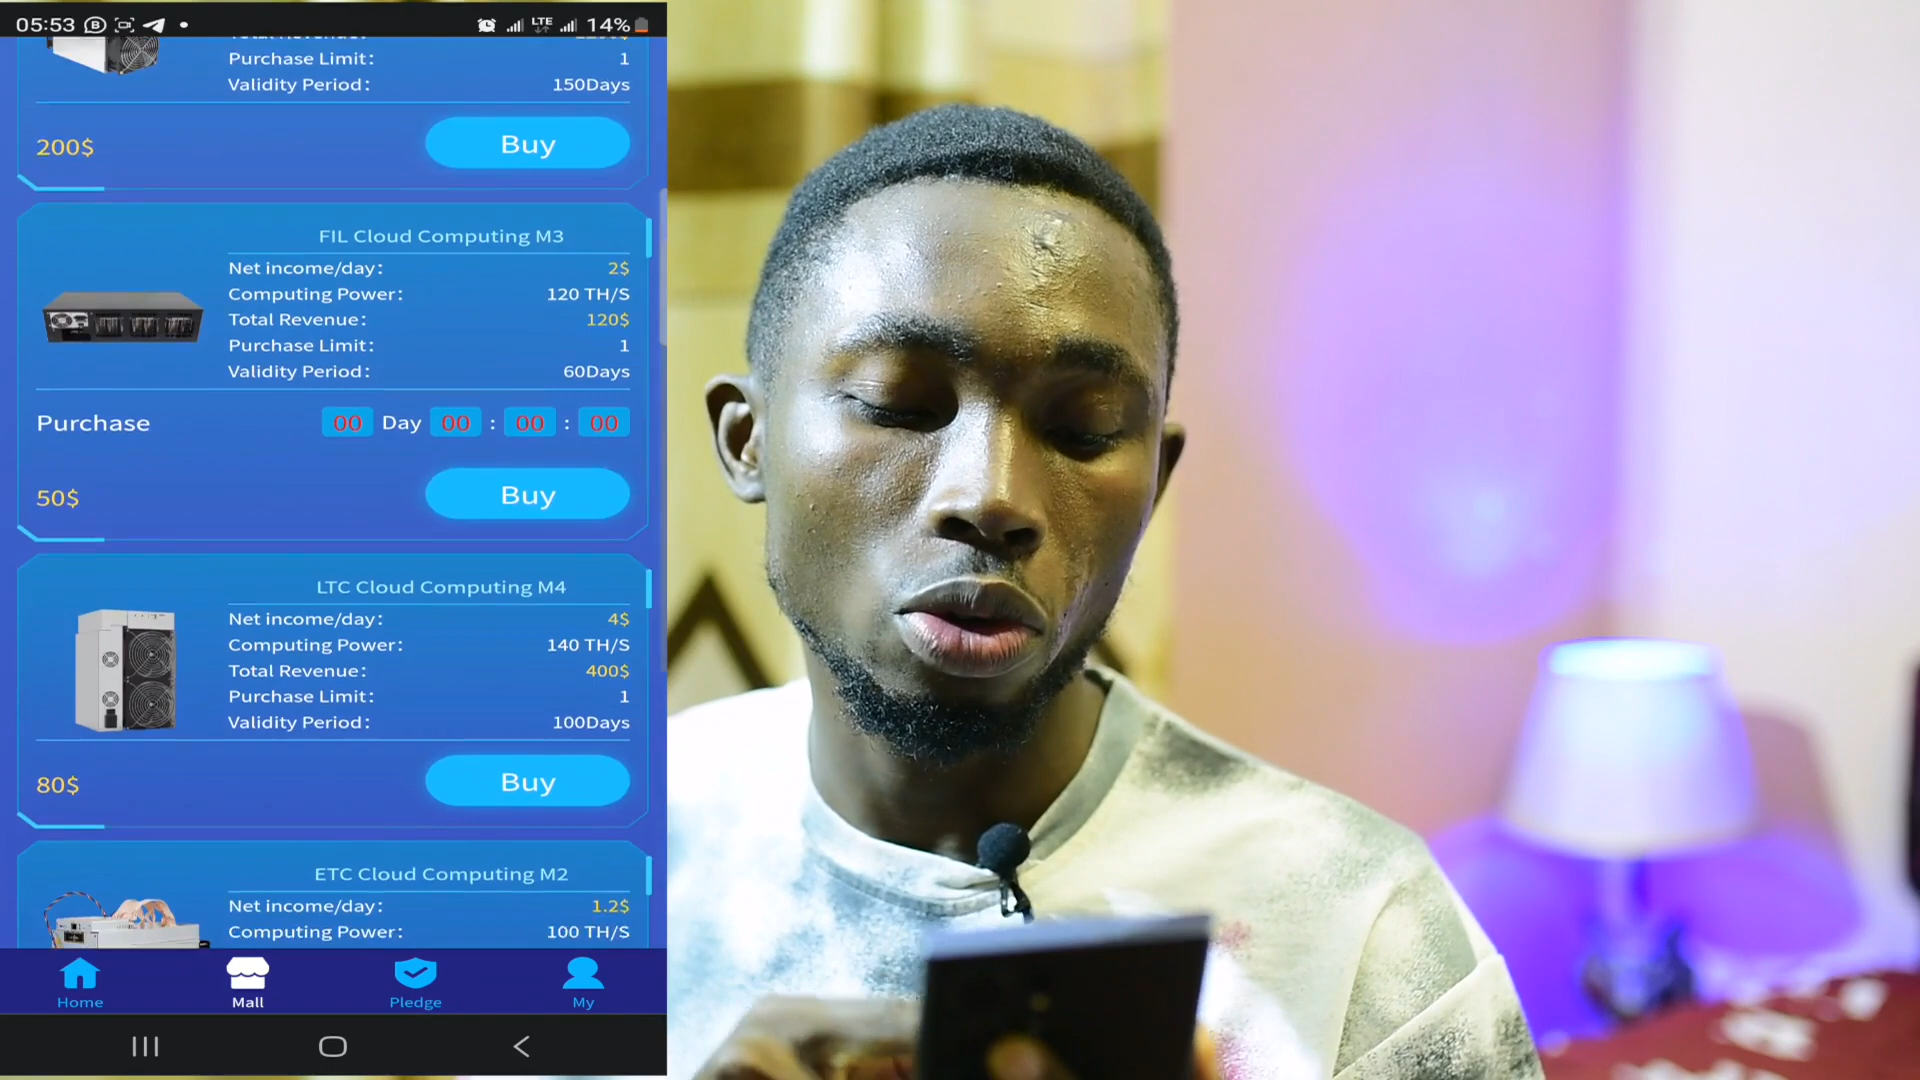 05:53 LTE 14%
Purchase Limit: 1
Validity Period: 150Days
200$ Buy
FIL Cloud Computing M3
Net income/day: 2$
Computing Power: 120 TH/S
Total Revenue: 120$
Purchase Limit: 1
Validity Period: 60Days
Purchase 00 Day 00 : 00 : 00
50$ Buy
LTC Cloud Computing M4
Net income/day: 4$
Computing Power: 140 TH/S
Total Revenue: 400$
Purchase Limit: 1
Validity Period: 100Days
80$ Buy
ETC Cloud Computing M2
Net income/day: 1.2$
Computing Power: 100 TH/S
Home Mall Pledge My